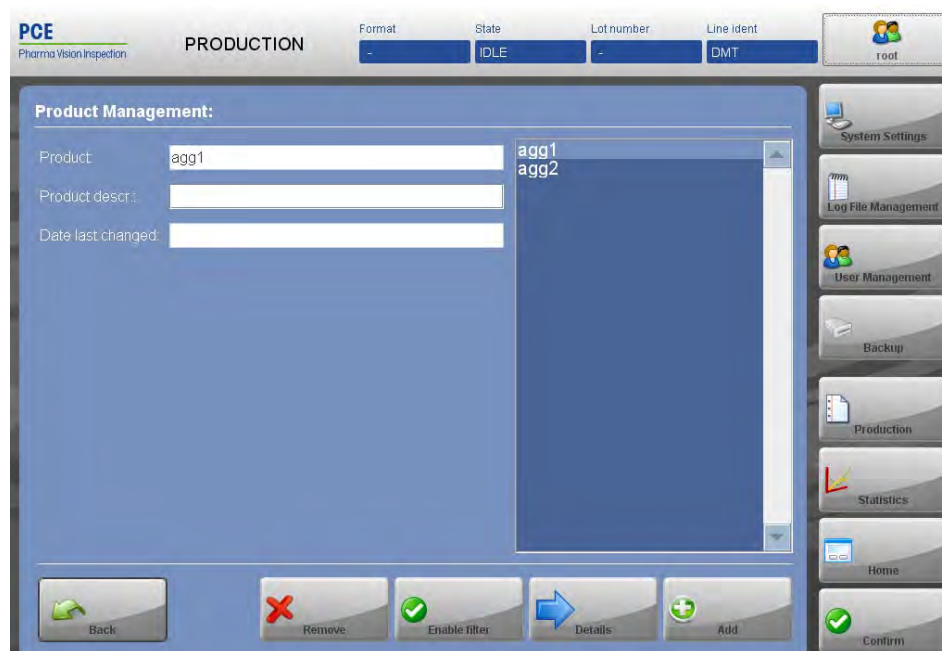 PCE
Pharma Vision Inspection
PRODUCTION
Format
-
State
IDLE
Lot number
-
Line ident
DMT
root
Product Management:
Product:
agg1
Product descr.:
Date last changed:
agg1
agg2
System Settings
Log File Management
User Management
Backup
Production
Statistics
Home
Confirm
Back
Remove
Enable filter
Details
Add